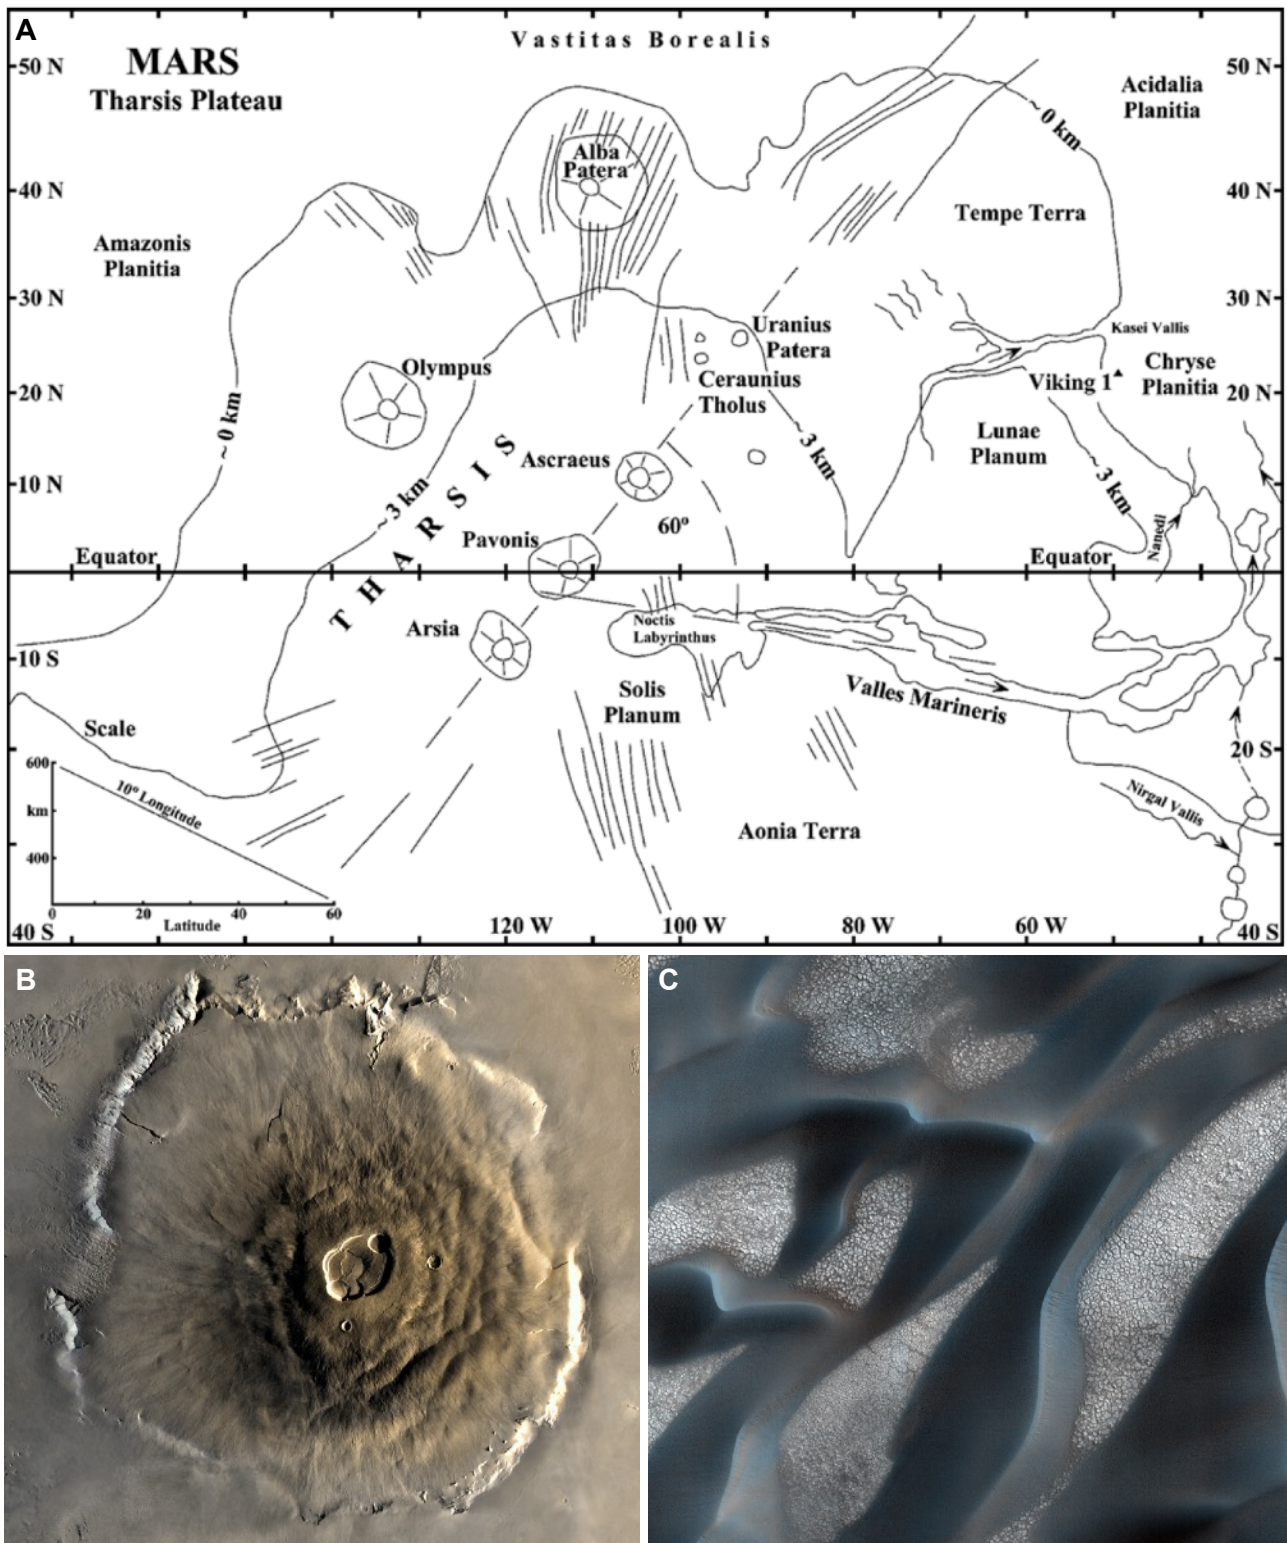 A
MARS
Tharsis Plateau
Vastitas Borealis
50 N
50 N
Acidalia
Planitia
~ 0 km
Alba
Patera
40 N
40 N
Tempe Terra
Amazonis
Planitia
30 N
30 N
Uranius
Patera
Kasei Vallis
Olympus
Ceraunius
Tholus
Viking 1
Chryse
Planitia
20 N
20 N
~ 0 km
Lunae
Planum
Ascraeus
~ 3 km
~ 3 km
~ 3 km
10 N
10 N
THARSIS
60º
Pavonis
Nanedi
Equator
Equator
Arsia
Noctis
Labyrinthus
10 S
10 S
Solis
Planum
Valles Marineris
Scale
20 S
600
km
400
10º Longitude
0
20
40
60
Latitude
Nirgal Vallis
Aonia Terra
40 S
120 W
100 W
80 W
60 W
40 S
B
C